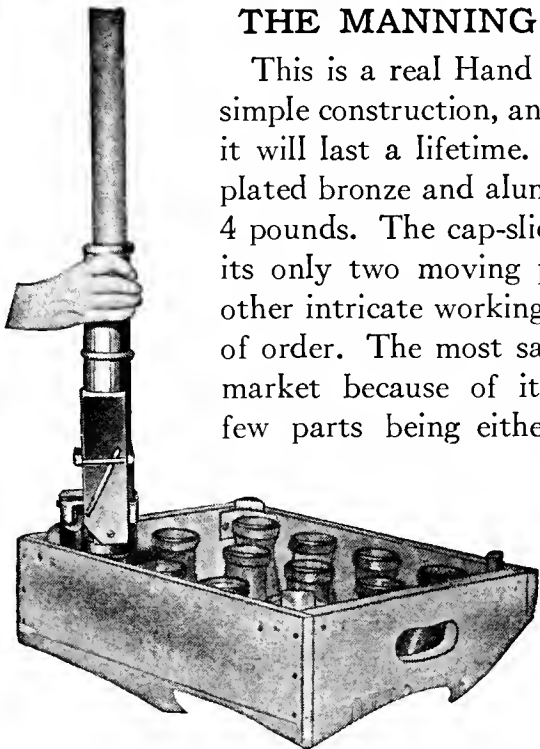 THE MANNING
This is a real Hand
simple construction, an
it will last a lifetime.
plated bronze and alun
4 pounds. The cap-slic
its only two moving p
other intricate working
of order. The most sa
market because of it
few parts being eithe